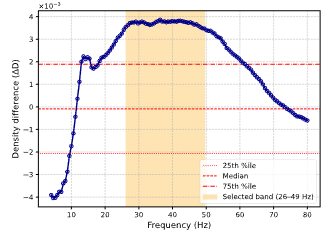 ×10⁻³
4
3
2
1
0
−1
−2
−3
−4
Density difference (ΔD)
10 20 30 40 50 60 70 80
Frequency (Hz)
25th %ile
Median
75th %ile
Selected band (26–49 Hz)